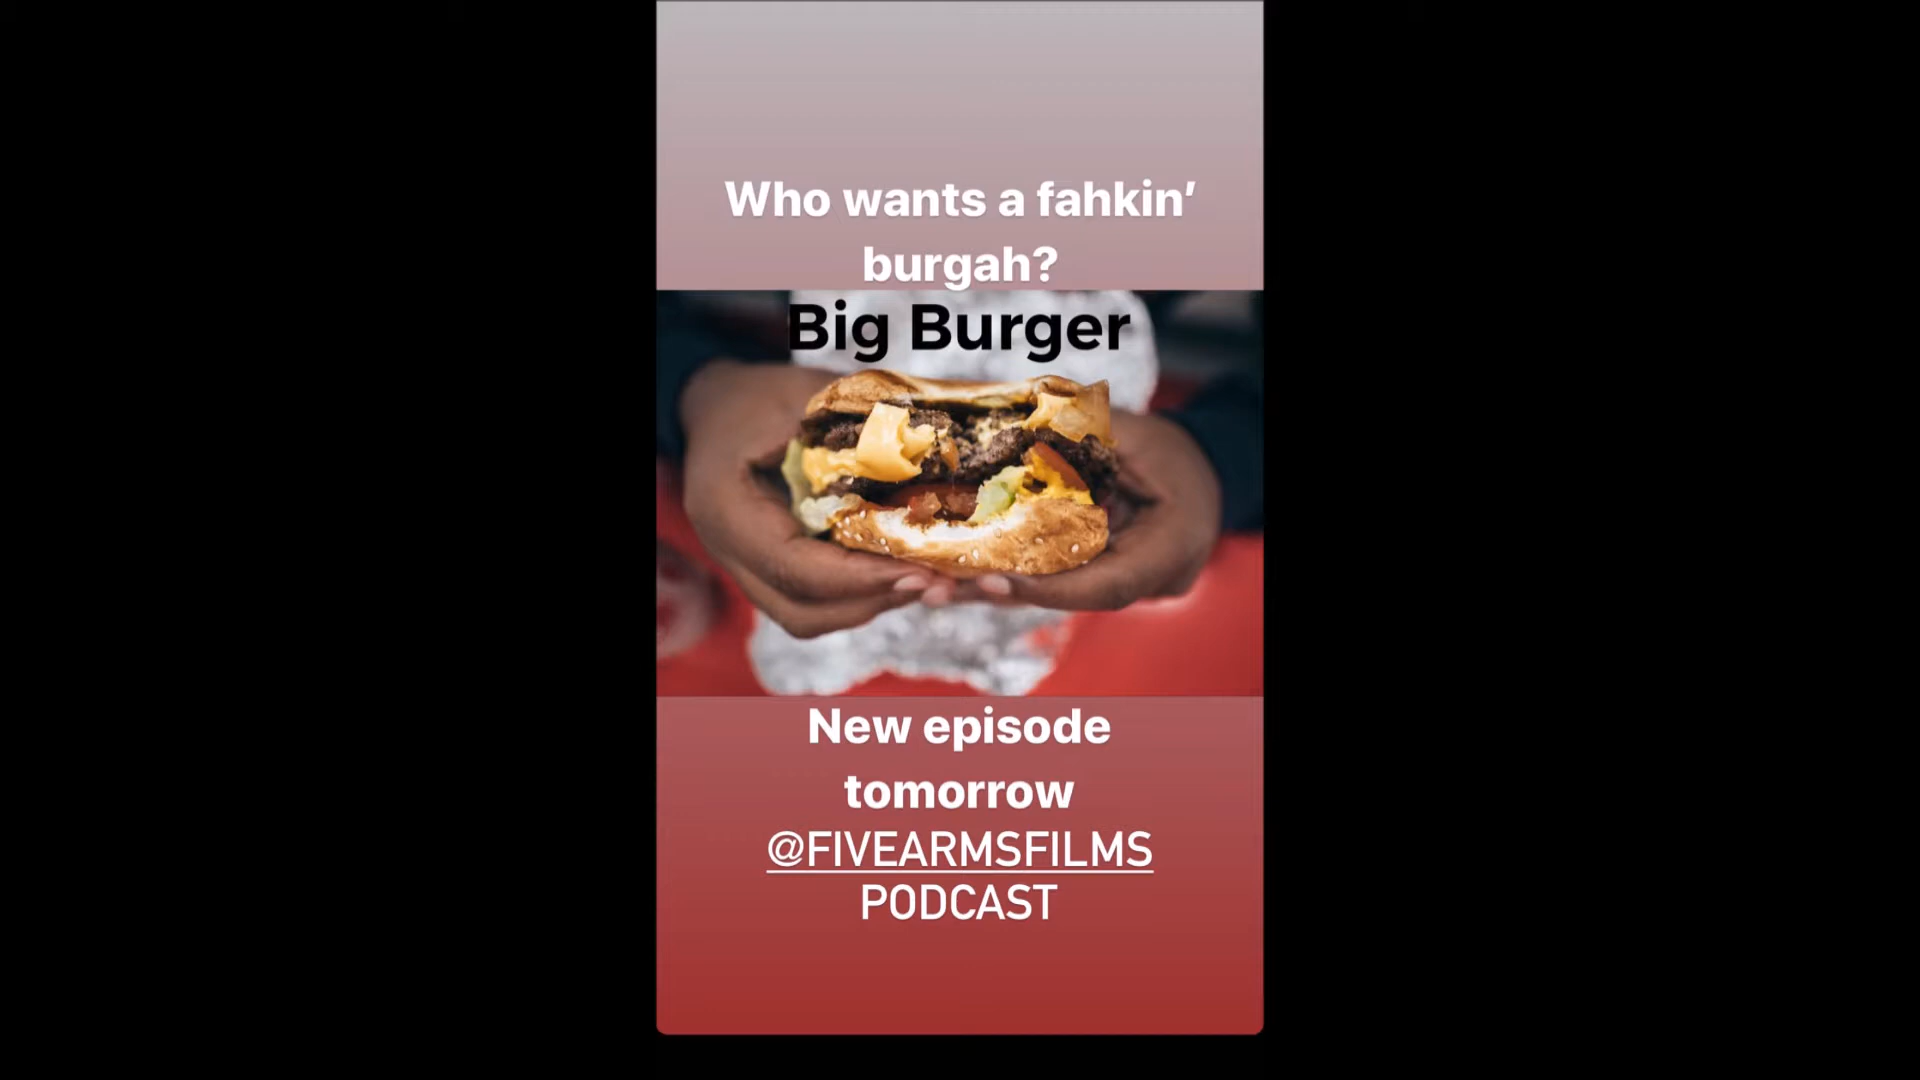 Who wants a fahkin’
burgah?
Big Burger
New episode
tomorrow
@FIVEARMSFILMS
PODCAST